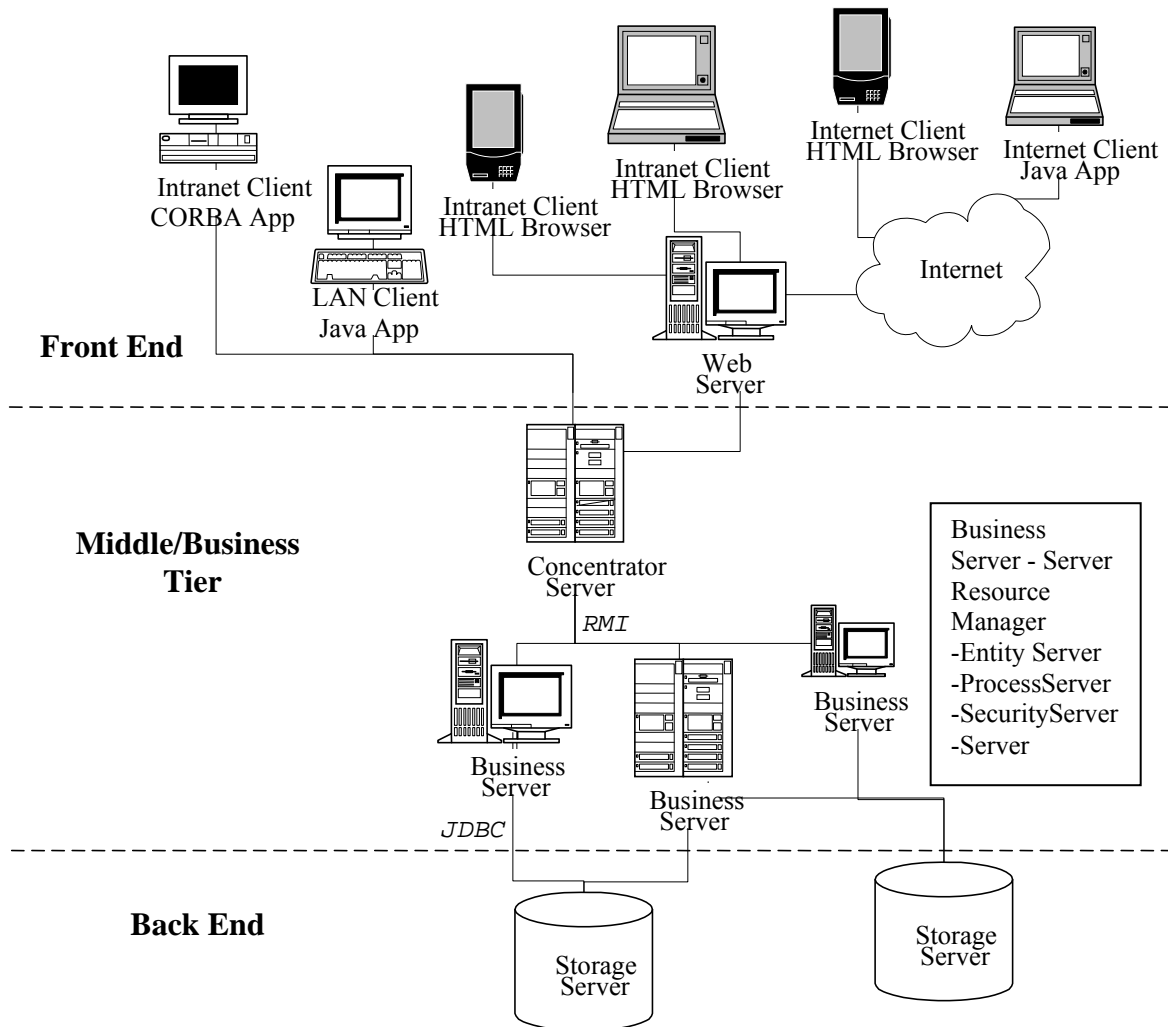 Intranet Client
CORBA App
LAN Client
Java App
Intranet Client
HTML Browser
Intranet Client
HTML Browser
Internet Client
HTML Browser
Internet Client
Java App
Internet
Web
Server
Front End
Middle/Business
Tier
Concentrator
Server
RMI
Business
Server
Business
Server
Business
Server
JDBC
Business
Server - Server
Resource
Manager
-Entity Server
-ProcessServer
-SecurityServer
-Server
Back End
Storage
Server
Storage
Server